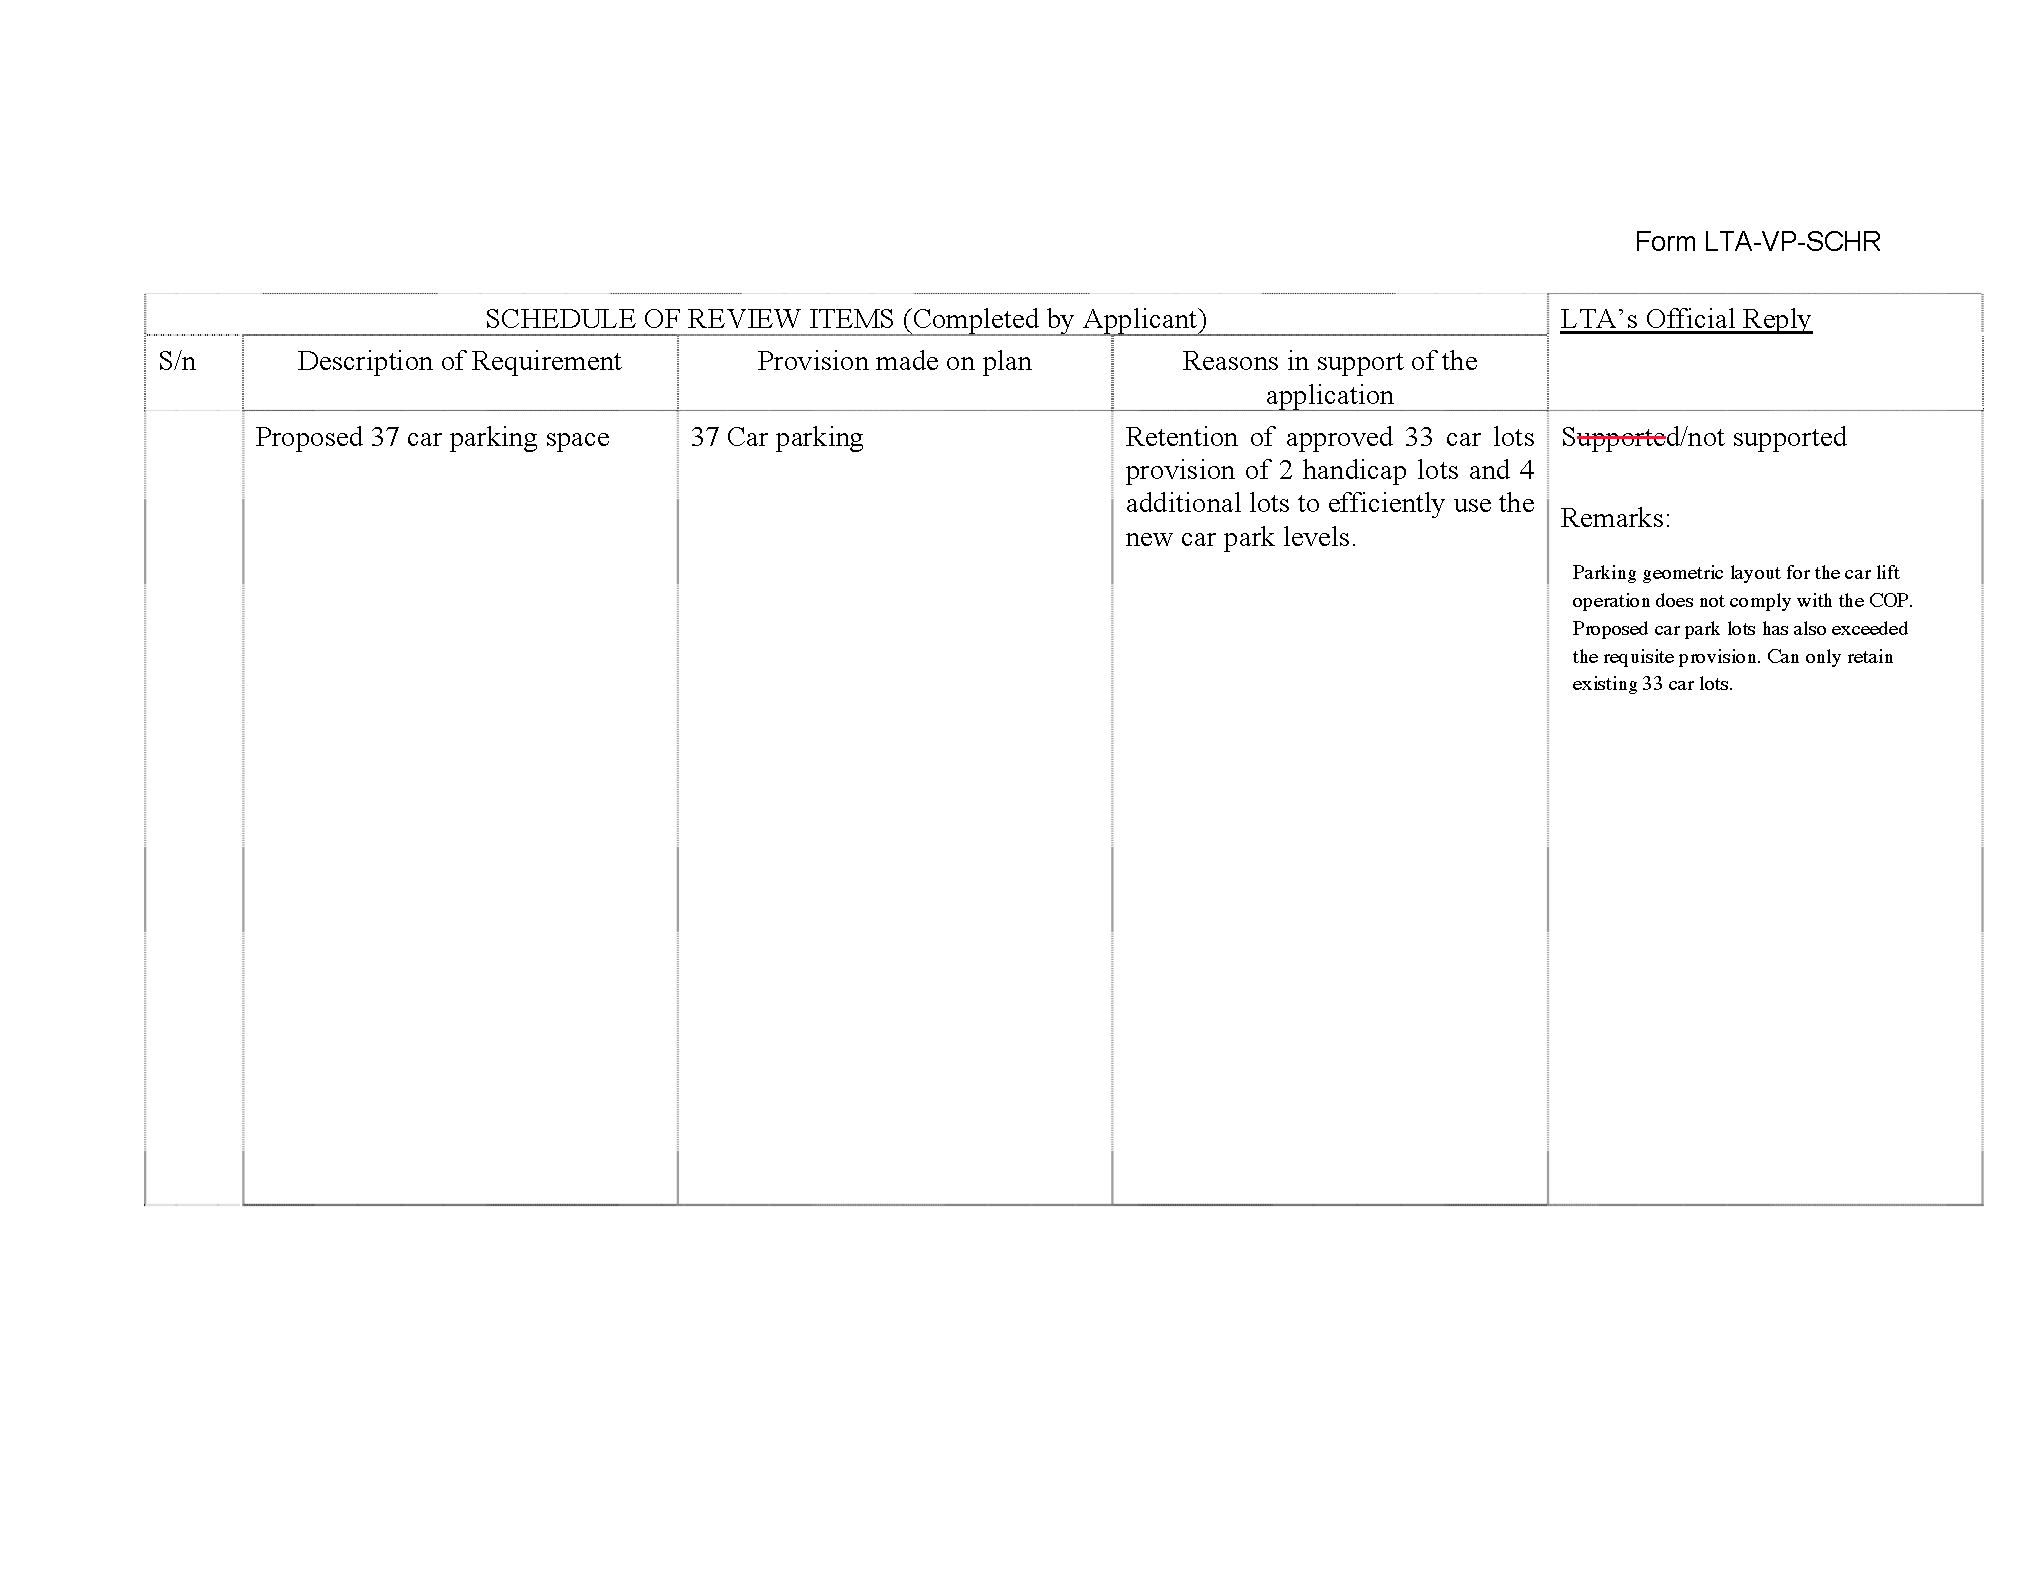 Form LTA-VP-SCHR
SCHEDULE OF REVIEW ITEMS (Completed by Applicant)
LTA's Official Reply
S/n
Description of Requirement
Provision made on plan
Reasons in support of the
application
Proposed 37 car parking space
37 Car parking
Retention of approved 33 car lots
provision of 2 handicap lots and 4
additional lots to efficiently use the
new car park levels.
Supported/not supported
Remarks:
Parking geometric layout for the car lift
operation does not comply with the COP.
Proposed car park lots has also exceeded
the requisite provision. Can only retain
existing 33 car lots.